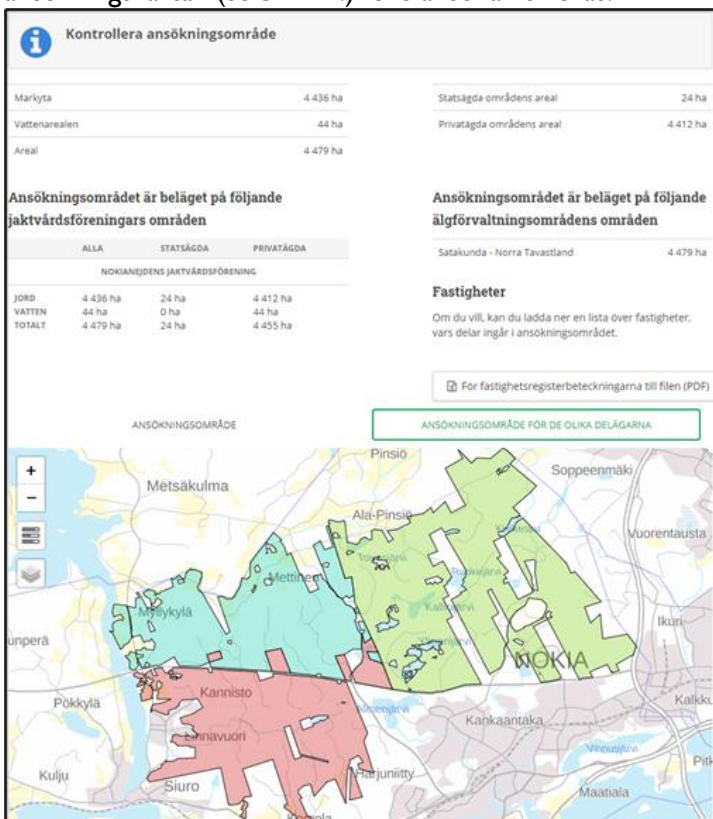 Kontrollera ansökningsområde
Markyta 4 436 ha
Vattenarealen 44 ha
Areal 4 479 ha
Statsägda områdens areal 24 ha
Privatägda områdens areal 4 412 ha
Ansökningsområdet är beläget på följande
jaktvårdsföreningars områden
ALLA STATSÄGDA PRIVATÄGDA
NOKIANEJDENS JAKTVÅRDSFÖRENING
JORD 4 436 ha 24 ha 4 412 ha
VATTEN 44 ha 0 ha 44 ha
TOTALT 4 479 ha 24 ha 4 455 ha
Ansökningsområdet är beläget på följande
älgförvaltningsområdens områden
Satakunda - Norra Tavastland 4 479 ha
Fastigheter
Om du vill, kan du ladda ner en lista över fastigheter,
vars delar ingår i ansökningsområdet.
För fastighetsregisterbeteckningarna till filen (PDF)
ANSÖKNINGSOMRÅDE
ANSÖKNINGSOMRÅDE FÖR DE OLIKA DELÄGARNA
+
-
Pinsiö
Metsäkulma
Soppeenmäki
Ala-Pinsiö
Vuorentausta
Mettinen
Myllykylä
Ikuri
unperä
NOKIA
Kannisto
Pökkylä
Kalkku
Kankaantaka
Linnavuori
Kulju
Siuro
Harjuniitty
Maatiala
Pitk